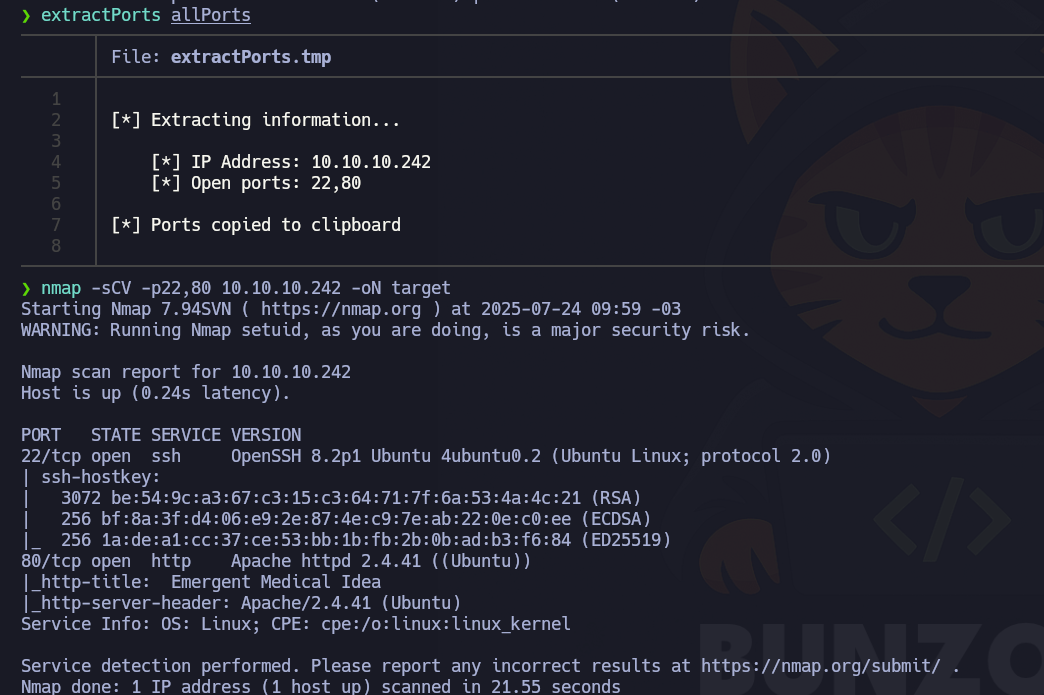 ❯ extractPorts allPorts
File: extractPorts.tmp
1
2 [*] Extracting information...
3
4 [*] IP Address: 10.10.10.242
5 [*] Open ports: 22,80
6
7 [*] Ports copied to clipboard
8
❯ nmap -sCV -p22,80 10.10.10.242 -oN target
Starting Nmap 7.94SVN ( https://nmap.org ) at 2025-07-24 09:59 -03
WARNING: Running Nmap setuid, as you are doing, is a major security risk.
Nmap scan report for 10.10.10.242
Host is up (0.24s latency).
PORT   STATE SERVICE VERSION
22/tcp open  ssh     OpenSSH 8.2p1 Ubuntu 4ubuntu0.2 (Ubuntu Linux; protocol 2.0)
| ssh-hostkey:
|   3072 be:54:9c:a3:67:c3:15:c3:64:71:7f:6a:53:4a:4c:21 (RSA)
|   256 bf:8a:3f:d4:06:e9:2e:87:4e:c9:7e:ab:22:0e:c0:ee (ECDSA)
|_  256 1a:de:a1:cc:37:ce:53:bb:1b:fb:2b:0b:ad:b3:f6:84 (ED25519)
80/tcp open  http    Apache httpd 2.4.41 ((Ubuntu))
|_http-title:  Emergent Medical Idea
|_http-server-header: Apache/2.4.41 (Ubuntu)
Service Info: OS: Linux; CPE: cpe:/o:linux:linux_kernel
Service detection performed. Please report any incorrect results at https://nmap.org/submit/ .
Nmap done: 1 IP address (1 host up) scanned in 21.55 seconds